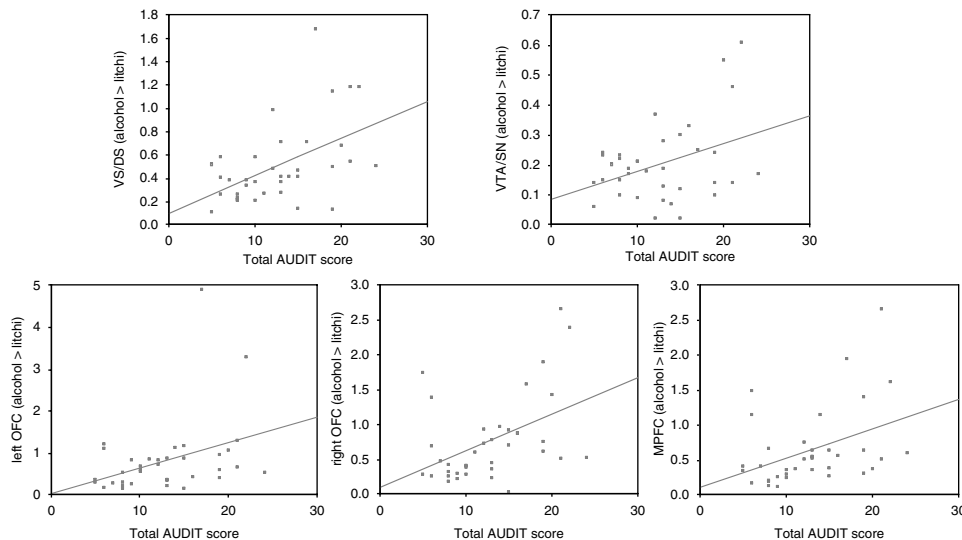 VS/DS (alcohol > litchi)
1.8
1.6
1.4
1.2
1.0
0.8
0.6
0.4
0.2
0.0
0 10 20 30
Total AUDIT score
VTA/SN (alcohol > litchi)
0.7
0.6
0.5
0.4
0.3
0.2
0.1
0.0
0 10 20 30
Total AUDIT score
left OFC (alcohol > litchi)
5
4
3
2
1
0
0 10 20 30
Total AUDIT score
right OFC (alcohol > litchi)
3.0
2.5
2.0
1.5
1.0
0.5
0.0
0 10 20 30
Total AUDIT score
MPFC (alcohol > litchi)
3.0
2.5
2.0
1.5
1.0
0.5
0.0
0 10 20 30
Total AUDIT score